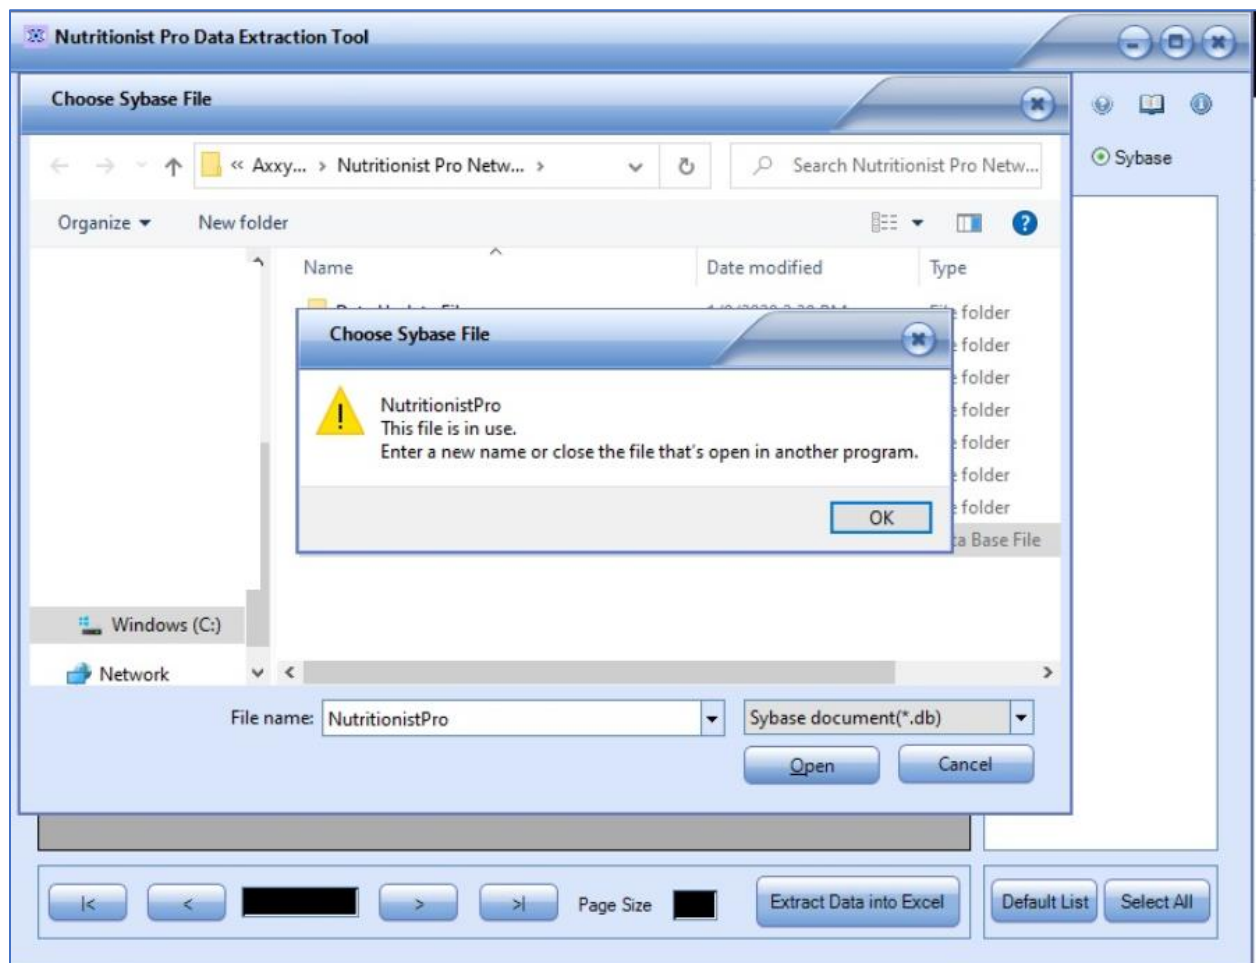 Nutritionist Pro Data Extraction Tool
Choose Sybase File
« Axxy... › Nutritionist Pro Netw... ›
Search Nutritionist Pro Netw...
Sybase
Organize
New folder
Name
Date modified
Type
folder
folder
folder
folder
folder
folder
folder
Base File
Choose Sybase File
NutritionistPro
This file is in use.
Enter a new name or close the file that's open in another program.
OK
Windows (C:)
Network
File name: NutritionistPro
Sybase document(*.db)
Open
Cancel
|<
<
>
>|
Page Size
Extract Data into Excel
Default List
Select All